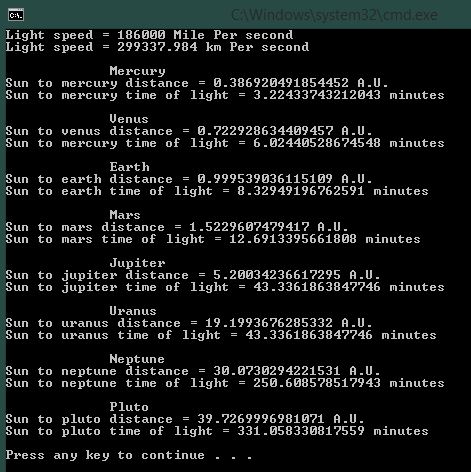 C:\Windows\system32\cmd.exe
C:\.
Light speed = 186000 Mile Per second
Light speed = 299337.984 km Per second
Mercury
Sun to mercury distance = 0.386920491854452 A.U.
Sun to mercury time of light = 3.22433743212043 minutes
Venus
Sun to venus distance = 0.722928634409457 A.U.
Sun to mercury time of light = 6.02440528674548 minutes
Earth
Sun to earth distance = 0.999539036115109 A.U.
Sun to earth time of light = 8.32949196762591 minutes
Mars
Sun to mars distance = 1.5229607479417 A.U.
Sun to mars time of light = 12.6913395661808 minutes
Jupiter
Sun to jupiter distance = 5.20034236617295 A.U.
Sun to jupiter time of light = 43.3361863847746 minutes
Uranus
Sun to uranus distance = 19.1993676285332 A.U.
Sun to uranus time of light = 43.3361863847746 minutes
Neptune
Sun to neptune distance = 30.0730294221531 A.U.
Sun to neptune time of light = 250.608578517943 minutes
Pluto
Sun to pluto distance = 39.7269996981071 A.U.
Sun to pluto time of light = 331.058330817559 minutes
Press any key to continue . . .